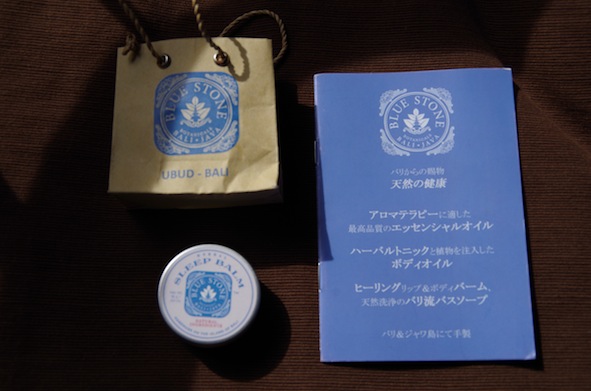 BLUE STONE
BOTANICALS
BALI • JAVA
UBUD - BALI
SLEEP BALM
BLUE STONE
BOTANICALS
BALI • JAVA
バリからの賜物
天然の健康
アロマテラピーに適した
最高品質のエッセンシャルオイル
ハーバルトニックと植物を注入した
ボディオイル
ヒーリングリップ&ボディバーム、
天然洗浄のバリ流バスソープ
バリ&ジャワ島にて手製